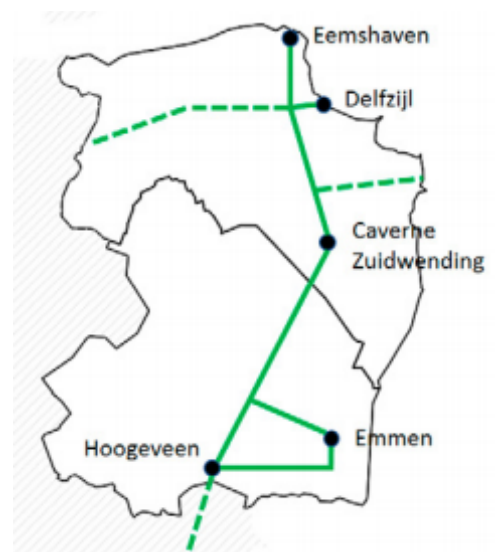 Eemshaven
Delfzijl
Caverne
Zuidwending
Hoogeveen
Emmen